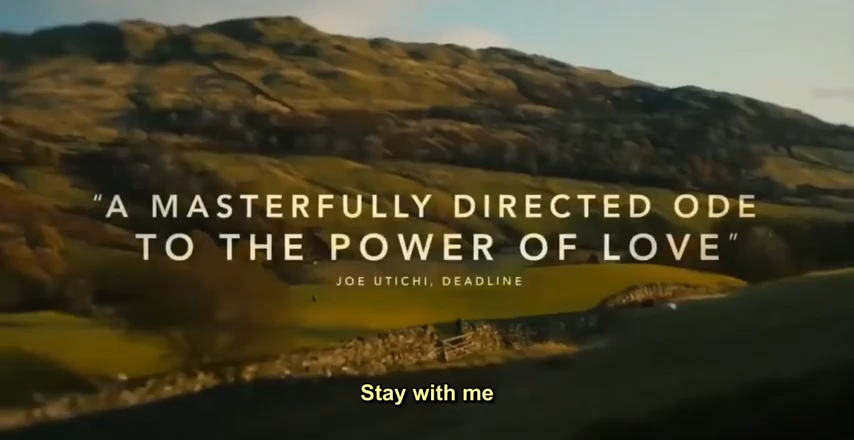 “A MASTERFULLY DIRECTED ODE
TO THE POWER OF LOVE”
JOE UTICHI, DEADLINE
Stay with me